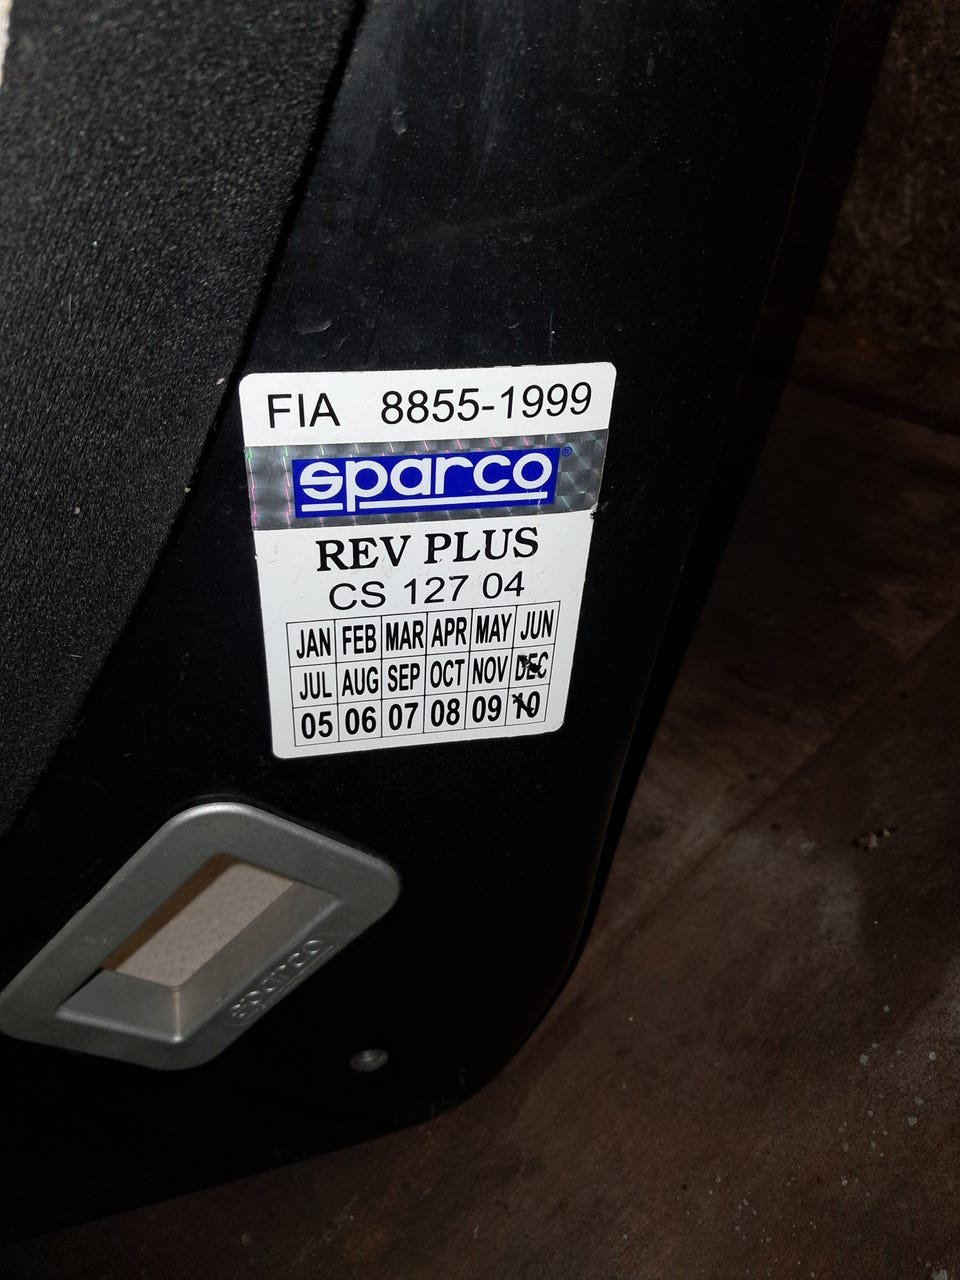 FIA 8855-1999
sparco®
REV PLUS
CS 127 04
JAN FEB MAR APR MAY JUN
JUL AUG SEP OCT NOV DEC
05 06 07 08 09 10
sparco